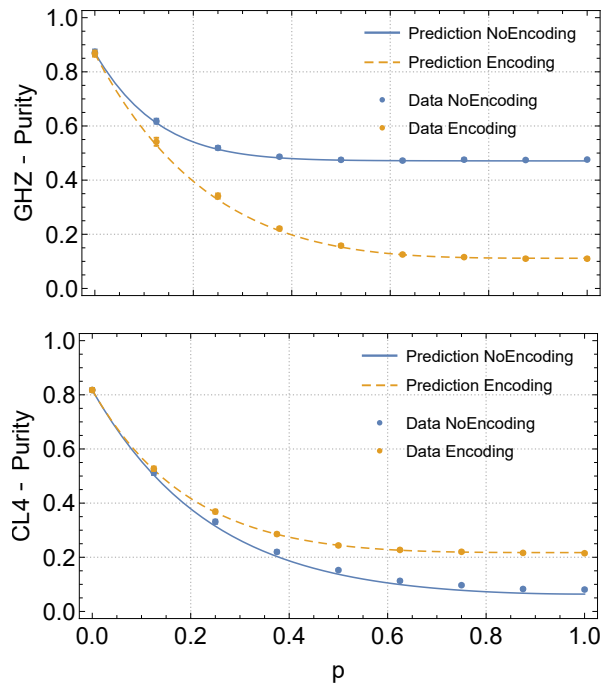 1.0
0.8
0.6
0.4
0.2
0.0
GHZ - Purity
Prediction NoEncoding
Prediction Encoding
Data NoEncoding
Data Encoding
1.0
0.8
0.6
0.4
0.2
0.0
CL4 - Purity
Prediction NoEncoding
Prediction Encoding
Data NoEncoding
Data Encoding
0.0 0.2 0.4 0.6 0.8 1.0
p